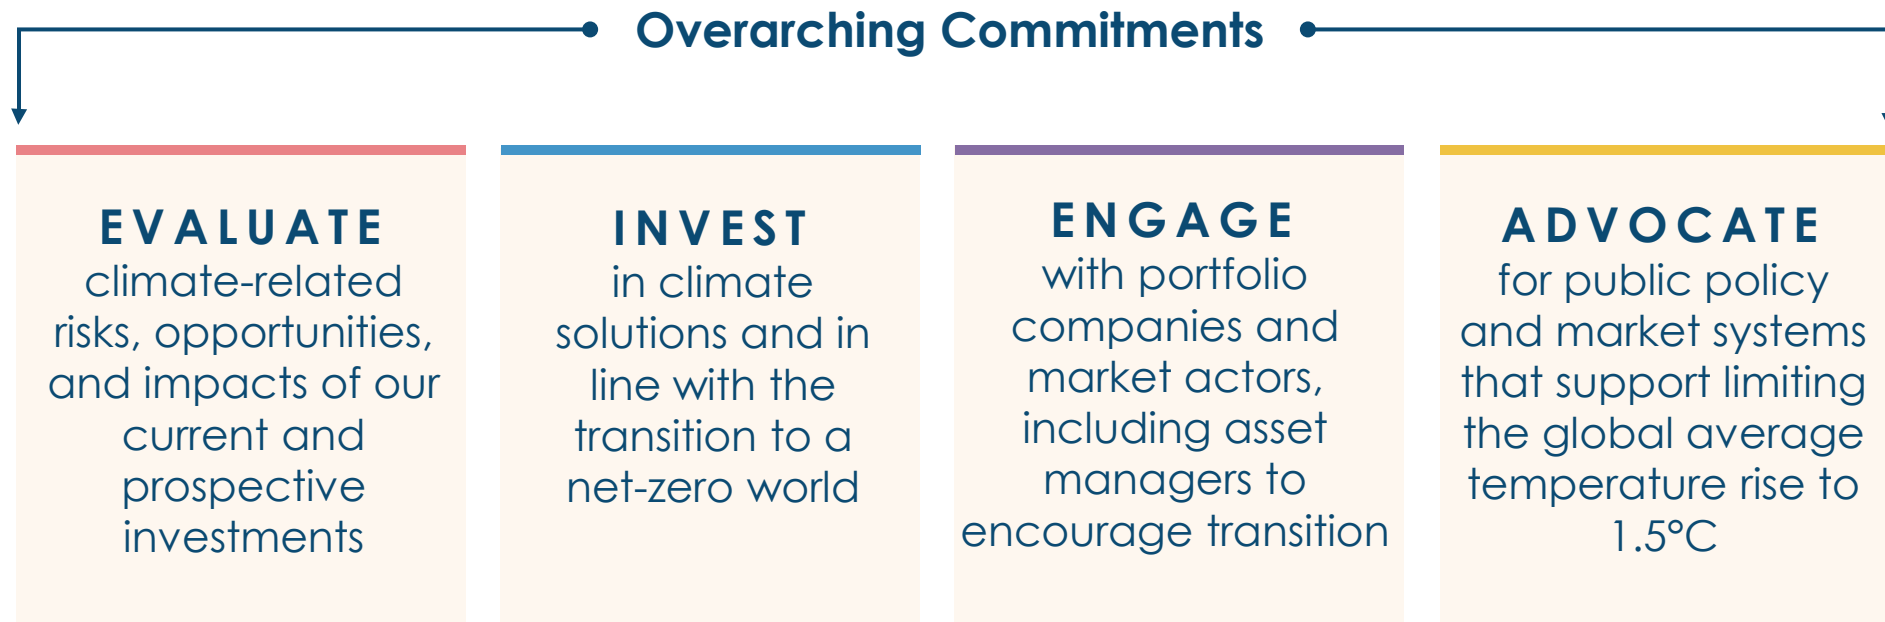 Overarching Commitments
EVALUATE
climate-related
risks, opportunities,
and impacts of our
current and
prospective
investments
INVEST
in climate
solutions and in
line with the
transition to a
net-zero world
ENGAGE
with portfolio
companies and
market actors,
including asset
managers to
encourage transition
ADVOCATE
for public policy
and market systems
that support limiting
the global average
temperature rise to
1.5°C